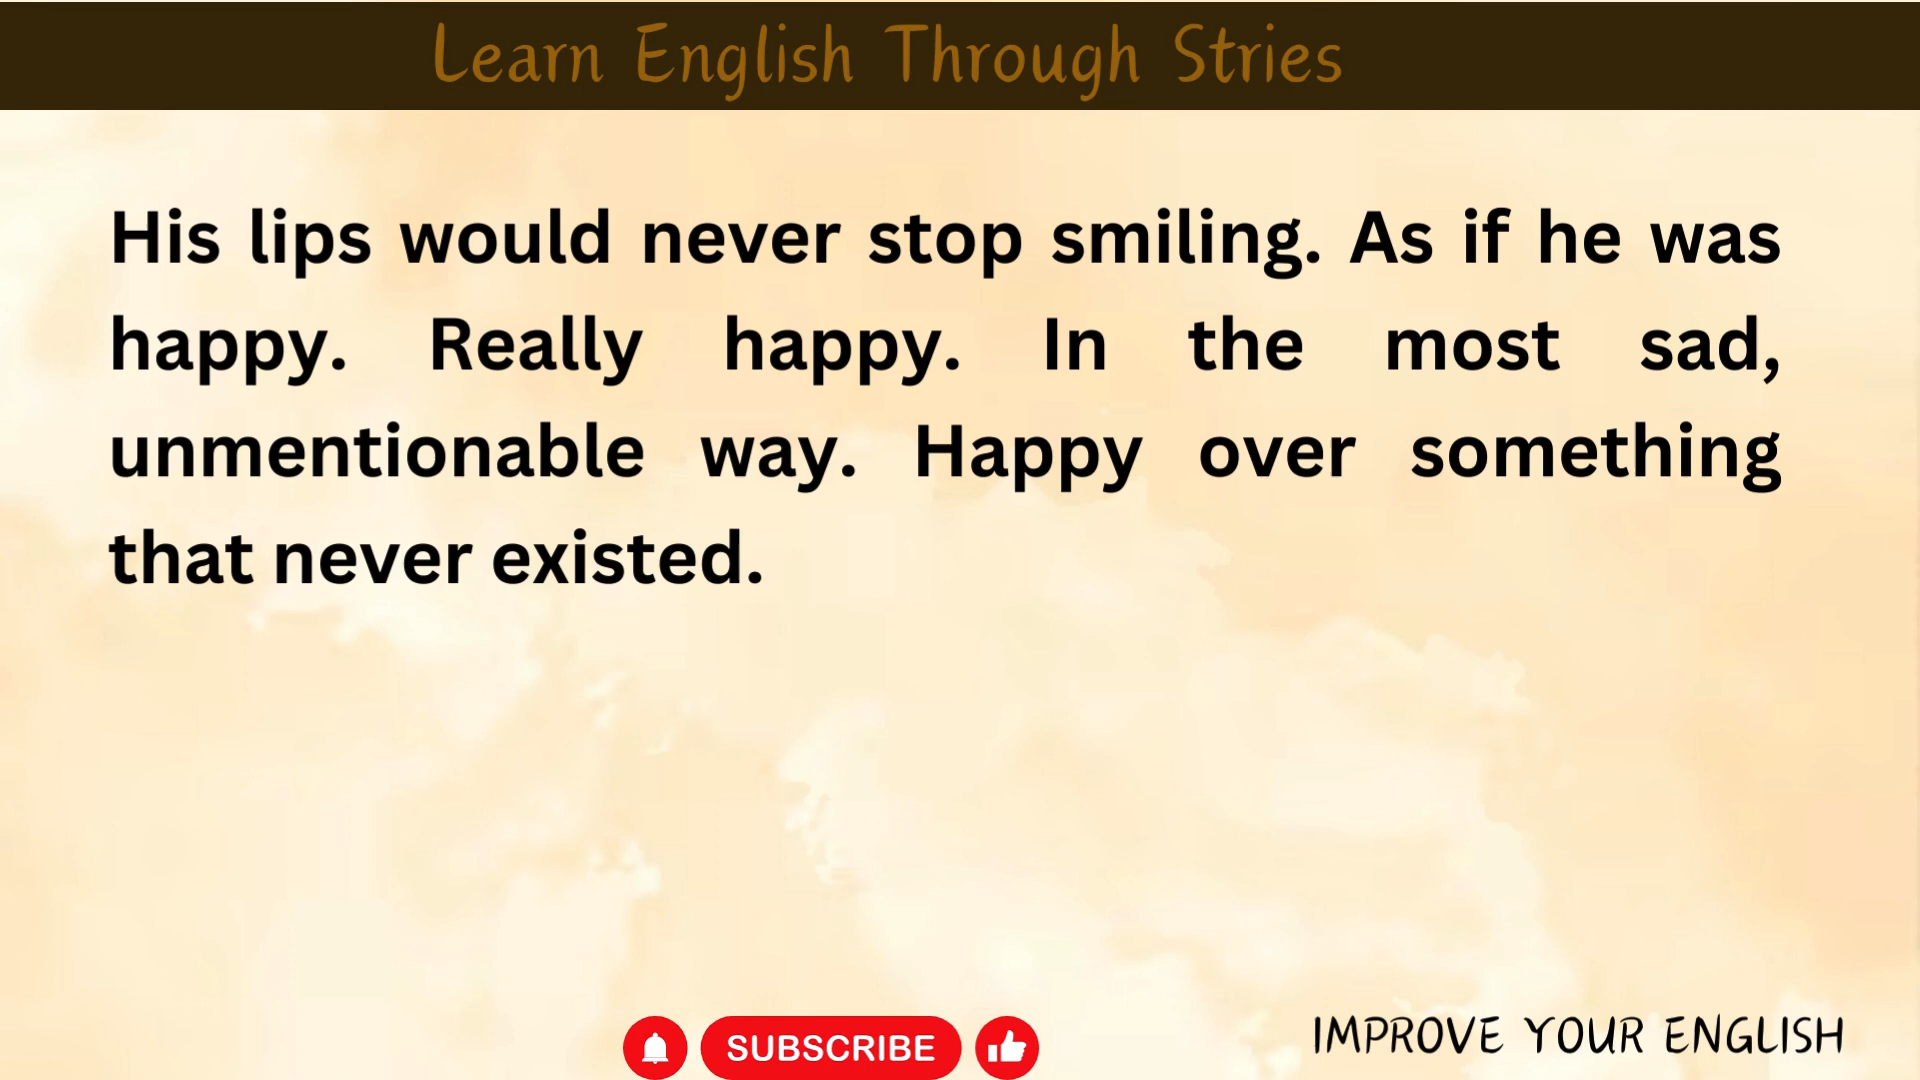 Learn English Through Stries
His lips would never stop smiling. As if he was
happy. Really happy. In the most sad,
unmentionable way. Happy over something
that never existed.
SUBSCRIBE
IMPROVE YOUR ENGLISH